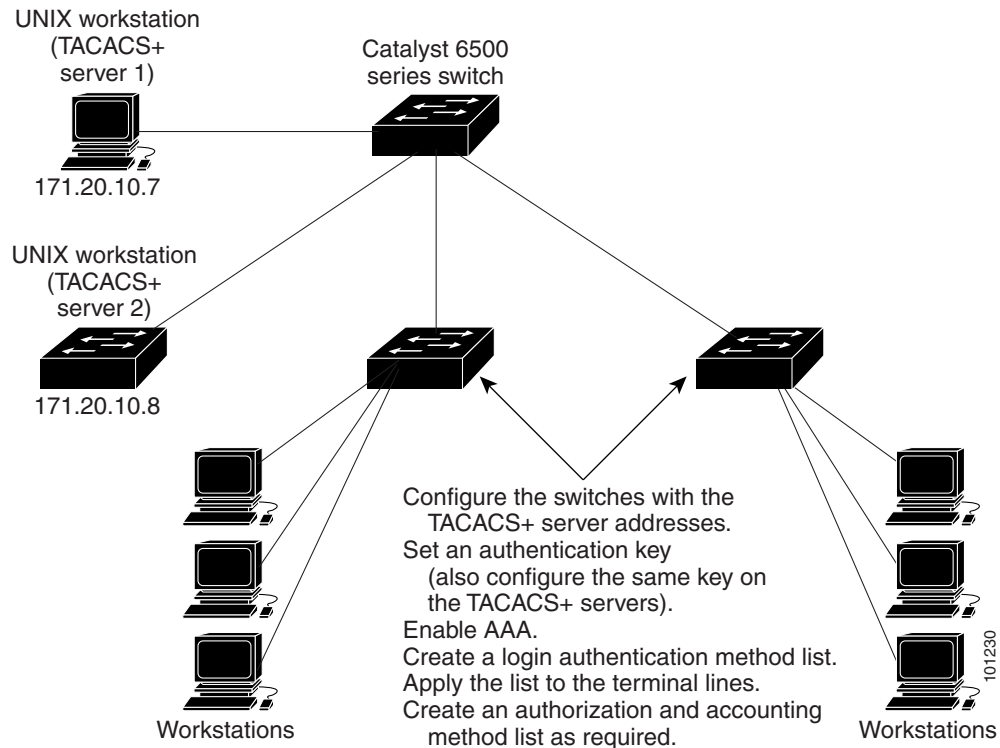 UNIX workstation
(TACACS+
server 1)
Catalyst 6500
series switch
171.20.10.7
UNIX workstation
(TACACS+
server 2)
171.20.10.8
Configure the switches with the
TACACS+ server addresses.
Set an authentication key
(also configure the same key on
the TACACS+ servers).
Enable AAA.
Create a login authentication method list.
Apply the list to the terminal lines.
Create an authorization and accounting
method list as required.
Workstations
Workstations
101230